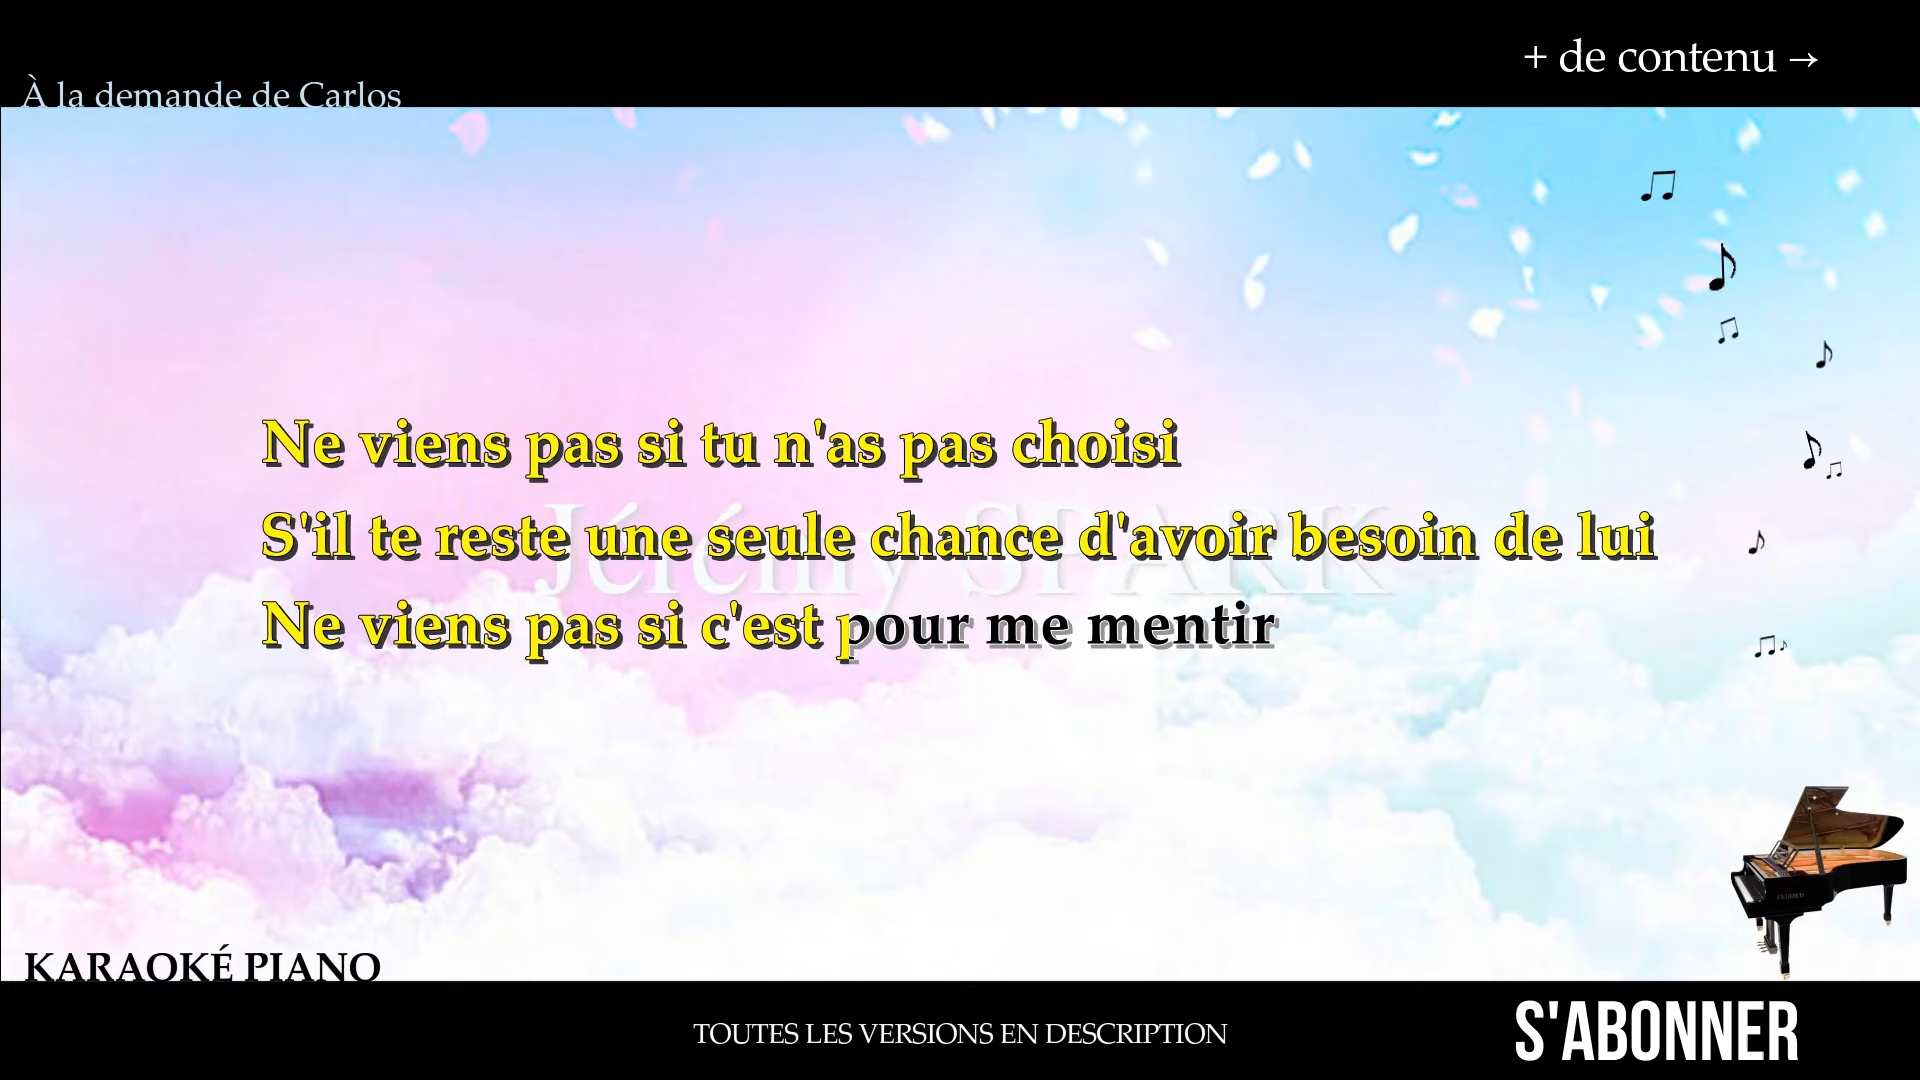 + de contenu →
À la demande de Carlos
Ne viens pas si tu n'as pas choisi
S'il te reste une seule chance d'avoir besoin de lui
Jérémy SPARK
Ne viens pas si c'est pour me mentir
KARAOKÉ PIANO
TOUTES LES VERSIONS EN DESCRIPTION
S'ABONNER